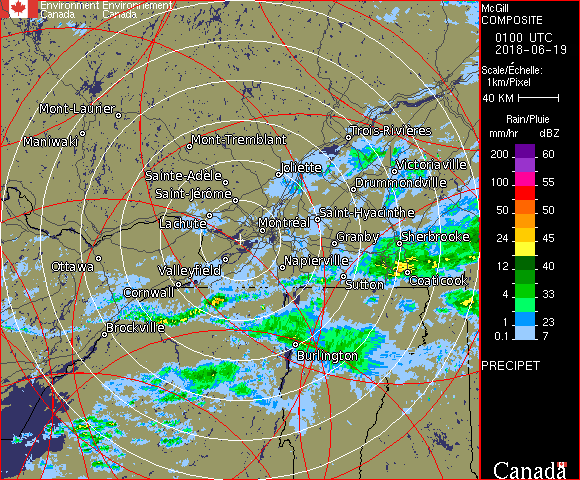 Environment Environnement
Canada Canada
McGill
COMPOSITE
0100 UTC
2018-06-19
Scale/Échelle:
1km/Pixel
40 KM
Rain/Pluie
mm/hr dBZ
200 60
100 55
50 50
24 45
12 40
4 33
1 23
0.1 7
PRECIPET
Canada
Mont-Laurier
Maniwaki
Mont-Tremblant
Trois-Rivières
Joliette
Victoriaville
Sainte-Adèle
Drummondville
Saint-Jérôme
Saint-Hyacinthe
Lachute
Montréal
Granby
Sherbrooke
Ottawa
Valleyfield
Napierville
Cornwall
Sutton
Coaticook
Brockville
Burlington